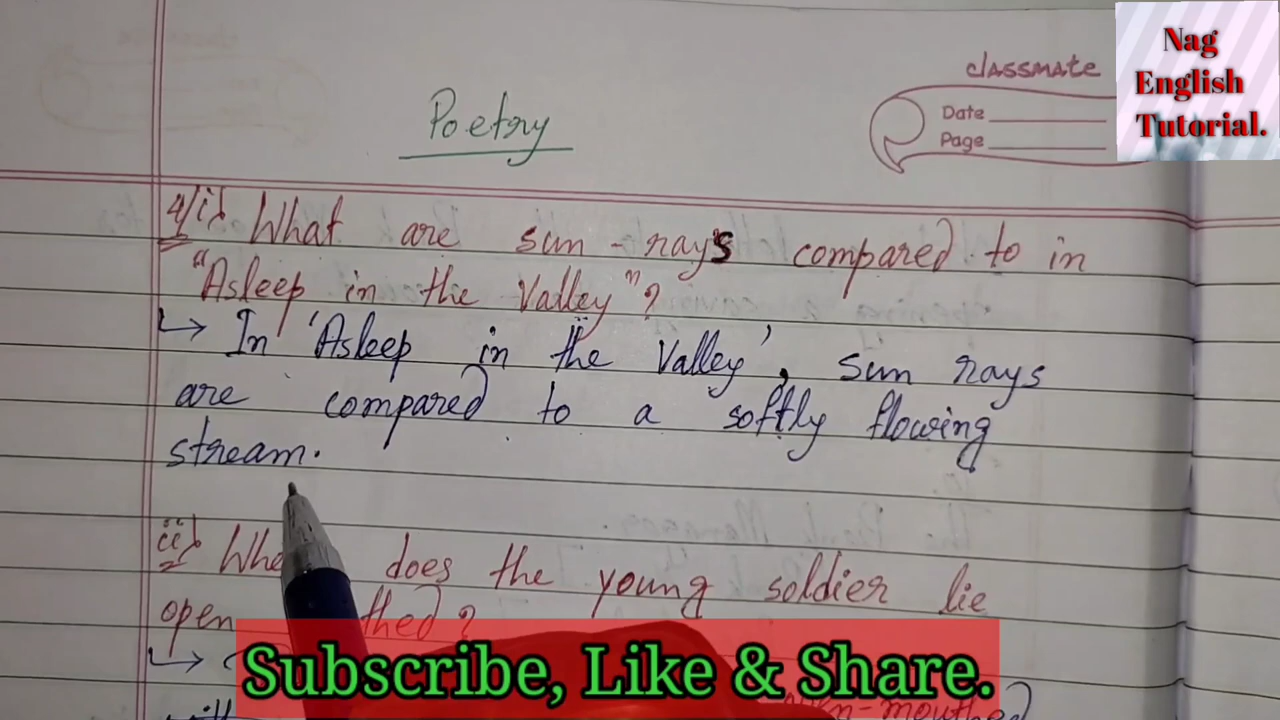 Nag
English
Tutorial.
classmate
Date
Page
Poetry
4/i) What are sun-rays compared to in
"Asleep in the Valley"?
↳ In 'Asleep in the Valley', sun rays
are compared to a softly flowing
stream.
ii) does the young soldier lie
open
Subscribe, Like & Share.